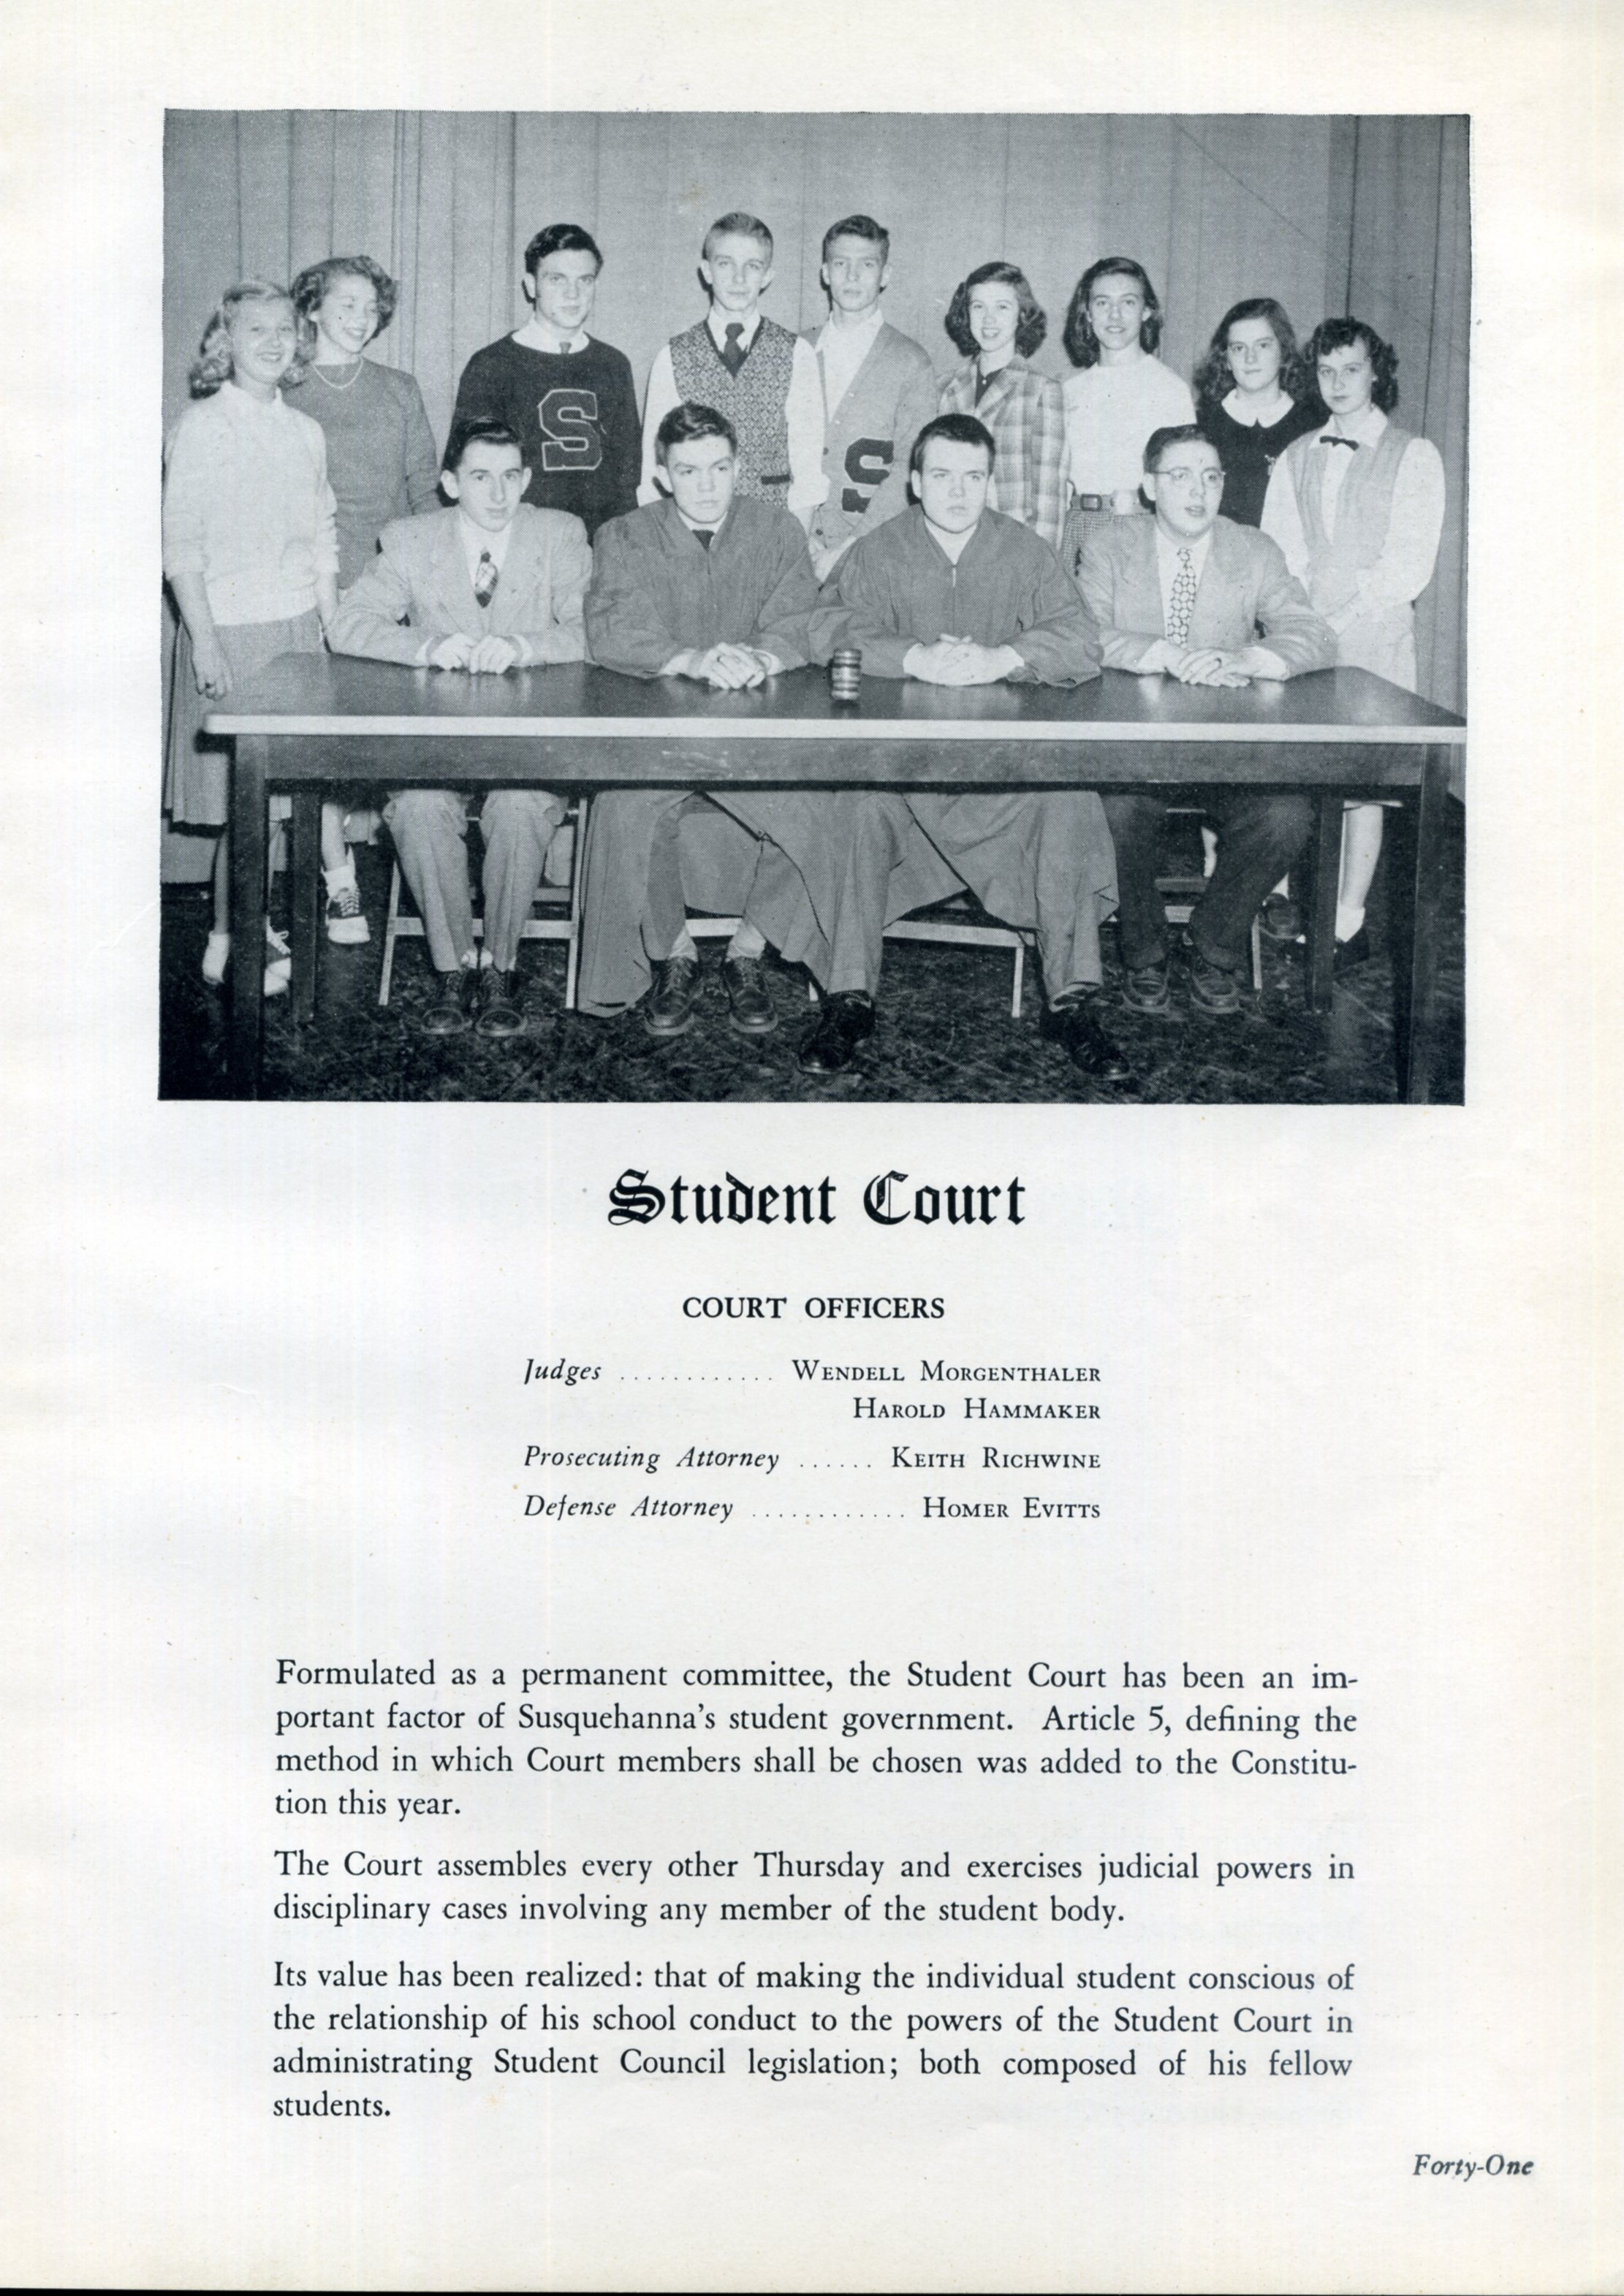 S
S
Student Court
COURT OFFICERS
Judges ............ WENDELL MORGENTHALER
HAROLD HAMMAKER
Prosecuting Attorney ...... KEITH RICHWINE
Defense Attorney ............ HOMER EVITTS
Formulated as a permanent committee, the Student Court has been an im-
portant factor of Susquehanna's student government. Article 5, defining the
method in which Court members shall be chosen was added to the Constitu-
tion this year.
The Court assembles every other Thursday and exercises judicial powers in
disciplinary cases involving any member of the student body.
Its value has been realized: that of making the individual student conscious of
the relationship of his school conduct to the powers of the Student Court in
administrating Student Council legislation; both composed of his fellow
students.
Forty-One